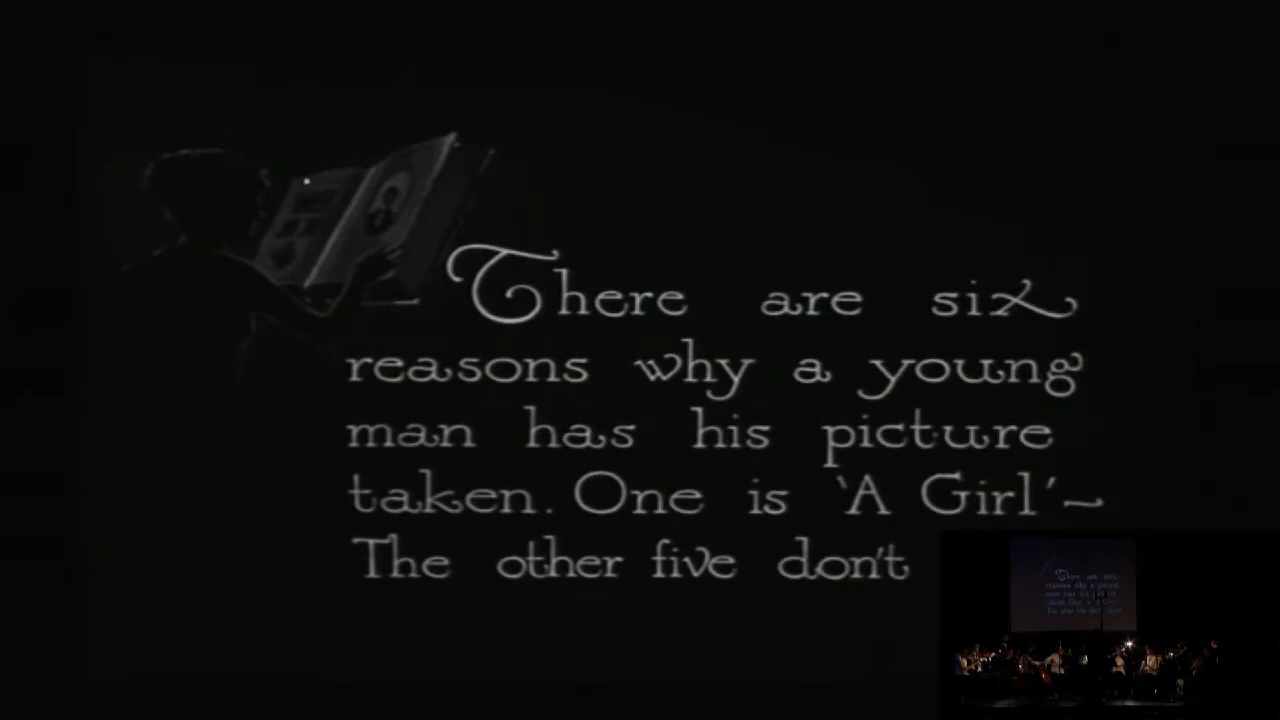 There are six
reasons why a young
man has his picture
taken. One is 'A Girl' ~
The other five don't